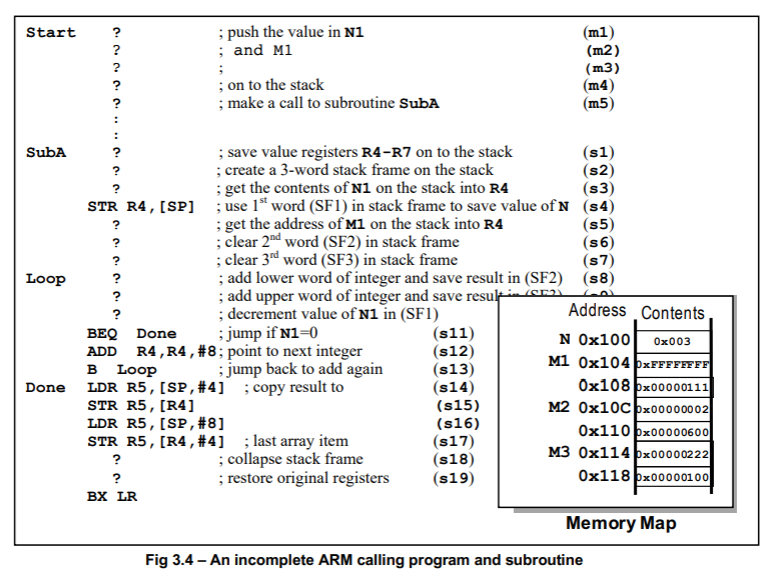 Start ? ; push the value in N1 (m1)
? ; and M1 (m2)
? ; (m3)
? ; on to the stack (m4)
? ; make a call to subroutine SubA (m5)
:
:
SubA ? ; save value registers R4-R7 on to the stack (s1)
? ; create a 3-word stack frame on the stack (s2)
? ; get the contents of N1 on the stack into R4 (s3)
STR R4,[SP] ; use 1st word (SF1) in stack frame to save value of N (s4)
? ; get the address of M1 on the stack into R4 (s5)
? ; clear 2nd word (SF2) in stack frame (s6)
? ; clear 3rd word (SF3) in stack frame (s7)
Loop ? ; add lower word of integer and save result in (SF2) (s8)
? ; add upper word of integer and save result in (SF3)
? ; decrement value of N1 in (SF1)
BEQ Done ; jump if N1=0 (s11)
ADD R4,R4,#8; point to next integer (s12)
B Loop ; jump back to add again (s13)
Done LDR R5,[SP,#4] ; copy result to (s14)
STR R5,[R4] (s15)
LDR R5,[SP,#8] (s16)
STR R5,[R4,#4] ; last array item (s17)
? ; collapse stack frame (s18)
? ; restore original registers (s19)
BX LR
Address Contents
N 0x100 0x003
M1 0x104 0xFFFFFFFF
0x108 0x00000111
M2 0x10C 0x00000002
0x110 0x00000600
M3 0x114 0x00000222
0x118 0x00000100
Memory Map
Fig 3.4 – An incomplete ARM calling program and subroutine